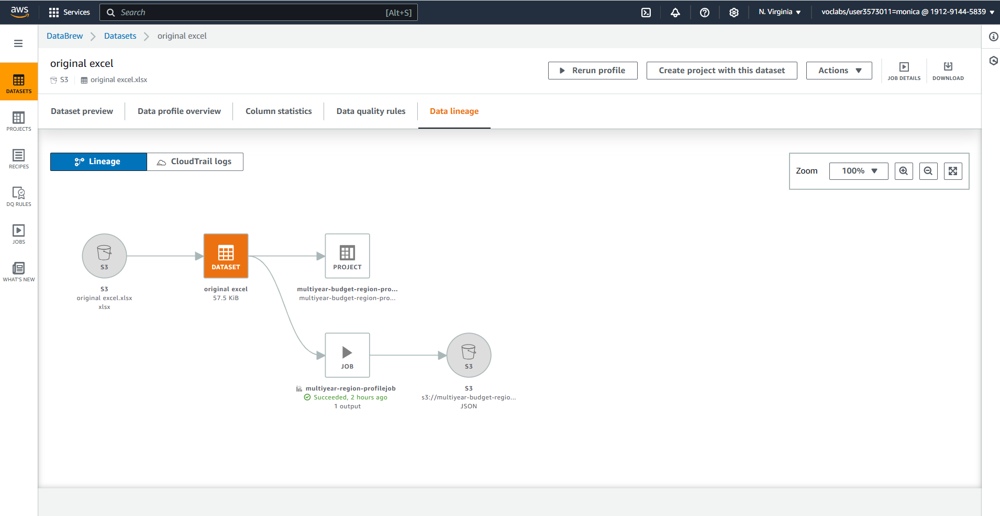 aws Services Search [Alt+S] N. Virginia voclabs/user3573011=monica @ 1912-9144-5839
DataBrew Datasets original excel
original excel
S3 original excel.xlsx
Rerun profile Create project with this dataset Actions JOB DETAILS DOWNLOAD
DATASETS
PROJECTS
RECIPES
DQ RULES
JOBS
WHAT'S NEW
Dataset preview Data profile overview Column statistics Data quality rules Data lineage
Lineage CloudTrail logs
Zoom 100%
S3
S3
original excel.xlsx
xlsx
DATASET
original excel
57.5 KiB
PROJECT
multiyear-budget-region-pro...
multiyear-budget-region-pro...
JOB
multiyear-region-profilejob
Succeeded, 2 hours ago
1 output
S3
S3
s3://multiyear-budget-regio...
JSON